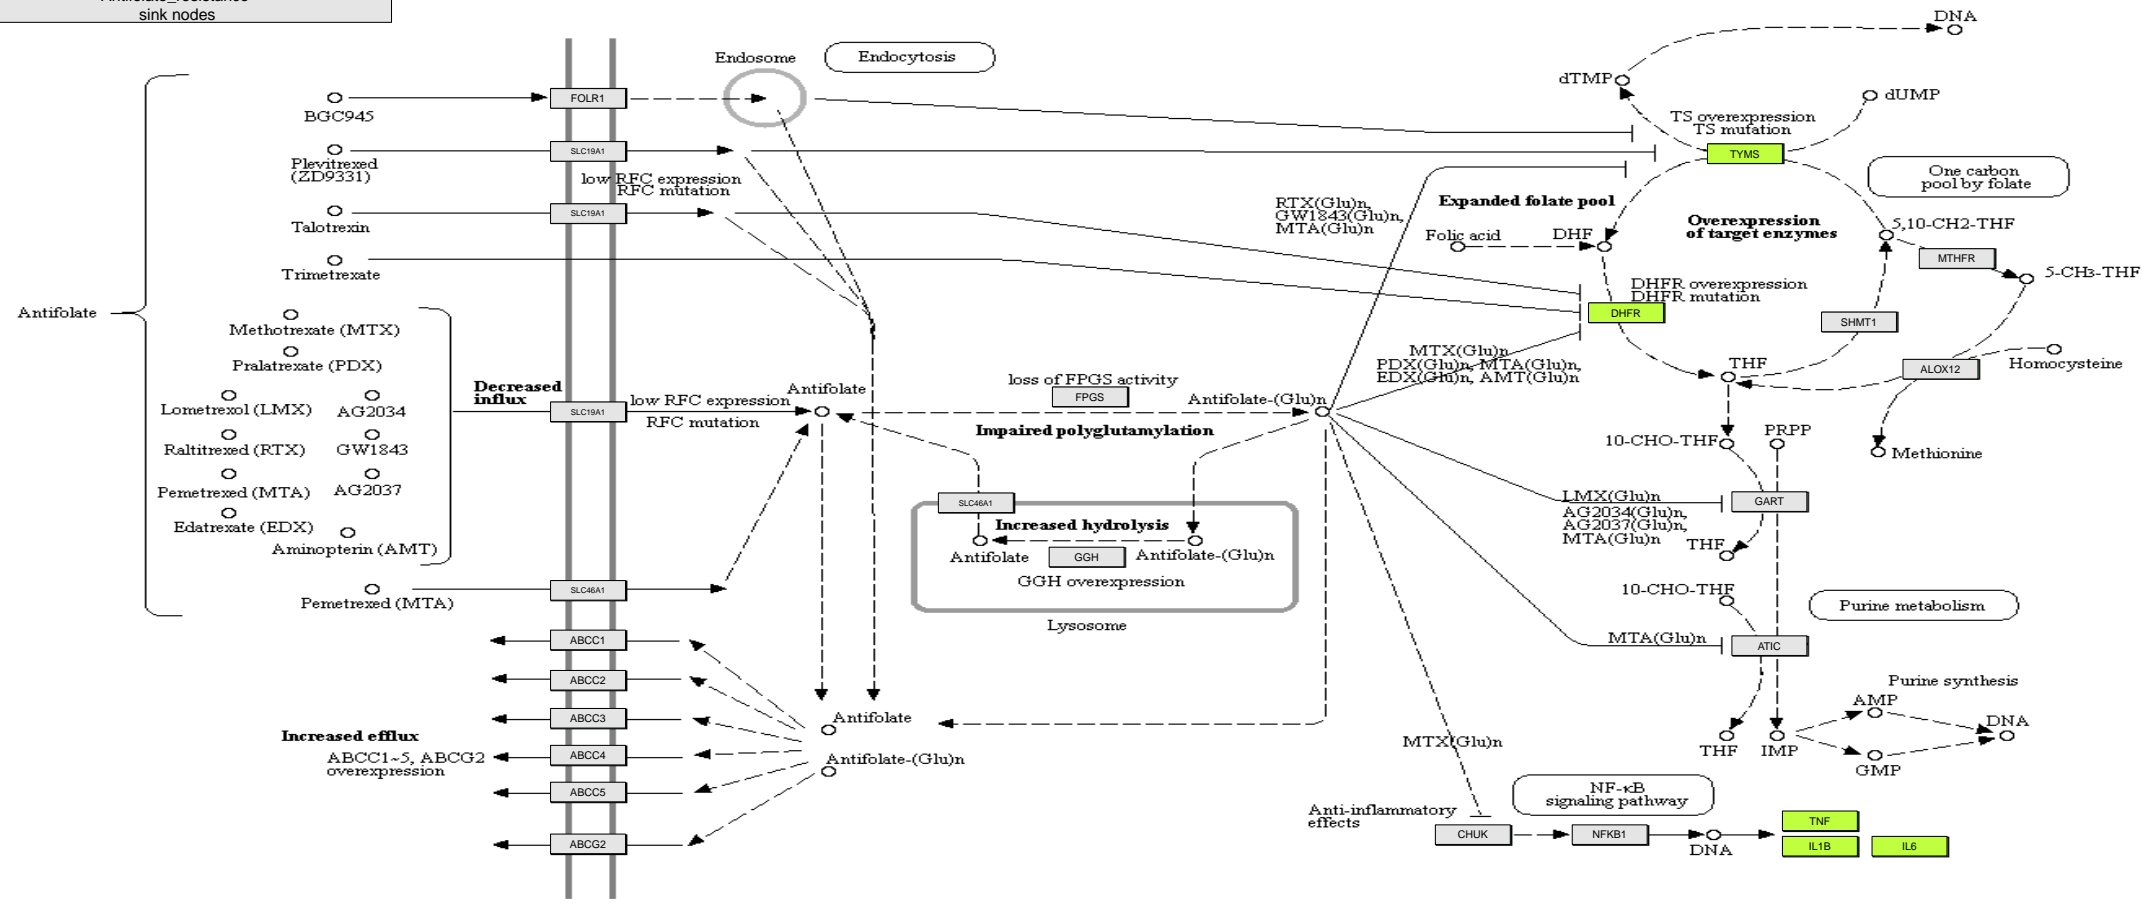 Antifolate_resistance
sink nodes
DNA
Endosome
Endocytosis
dTMP
dUMP
FOLR1
BGC945
TS overexpression
TS mutation
TYMS
SLC19A1
Plevitrexed
(ZD9331)
low RFC expression
RFC mutation
One carbon
pool by folate
SLC19A1
Talotrexin
RTX(Glu)n,
GW1843(Glu)n,
MTA(Glu)n
Expanded folate pool
Overexpression
of target enzymes
5,10-CH2-THF
Folic acid
DHF
MTHFR
5-CH3-THF
Trimetrexate
DHFR overexpression
DHFR mutation
DHFR
SHMT1
Antifolate
Methotrexate (MTX)
Pralatrexate (PDX)
Lometrexol (LMX)
AG2034
Raltitrexed (RTX)
GW1843
Pemetrexed (MTA)
AG2037
Edatrexate (EDX)
Aminopterin (AMT)
Decreased
influx
SLC19A1
low RFC expression
RFC mutation
Antifolate
loss of FPGS activity
FPGS
Impaired polyglutamylation
Antifolate-(Glu)n
MTX(Glu)n
PDX(Glu)n, MTA(Glu)n,
EDX(Glu)n, AMT(Glu)n
THF
ALOX12
Homocysteine
10-CHO-THF
PRPP
Methionine
SLC46A1
Increased hydrolysis
Antifolate
GGH
Antifolate-(Glu)n
GGH overexpression
Lysosome
LMX(Glu)n
AG2034(Glu)n,
AG2037(Glu)n,
MTA(Glu)n
GART
THF
Pemetrexed (MTA)
SLC46A1
10-CHO-THF
Purine metabolism
MTA(Glu)n
ATIC
ABCC1
ABCC2
ABCC3
ABCC4
ABCC5
ABCG2
Increased efflux
ABCC1~5, ABCG2
overexpression
Antifolate
Antifolate-(Glu)n
Purine synthesis
AMP
DNA
THF
IMP
GMP
MTX(Glu)n
NF-κB
signaling pathway
Anti-inflammatory
effects
CHUK
NFKB1
DNA
TNF
IL1B
IL6